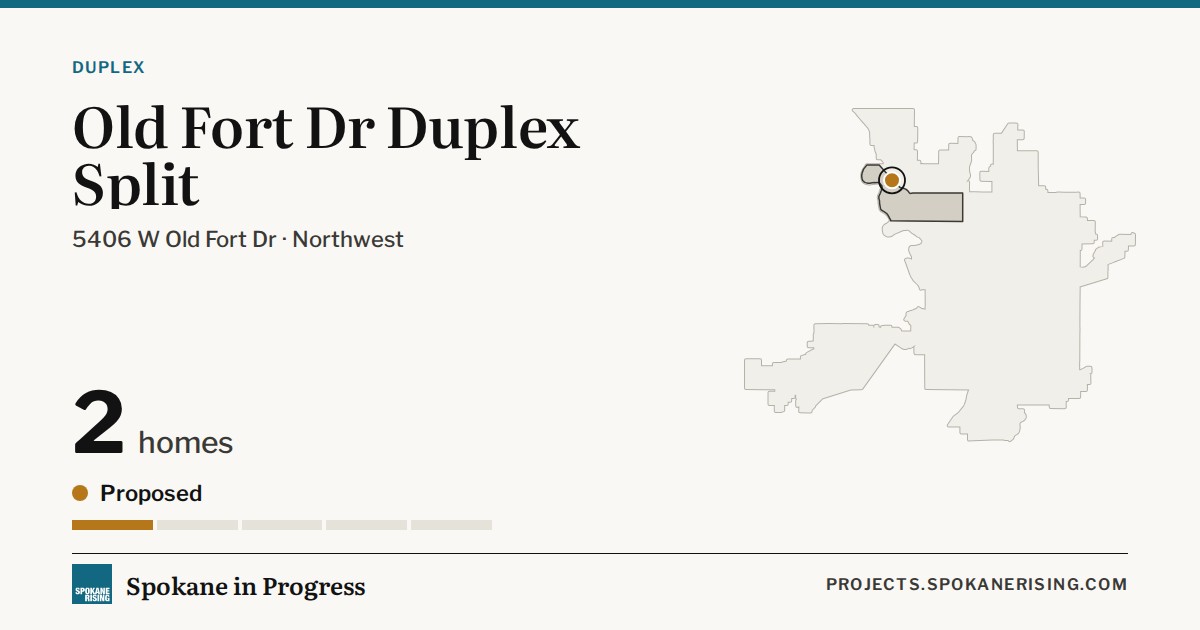 DUPLEX
Old Fort Dr Duplex
Split
5406 W Old Fort Dr · Northwest
2 homes
Proposed
SPOKANE
RISING
Spokane in Progress
PROJECTS.SPOKANERISING.COM